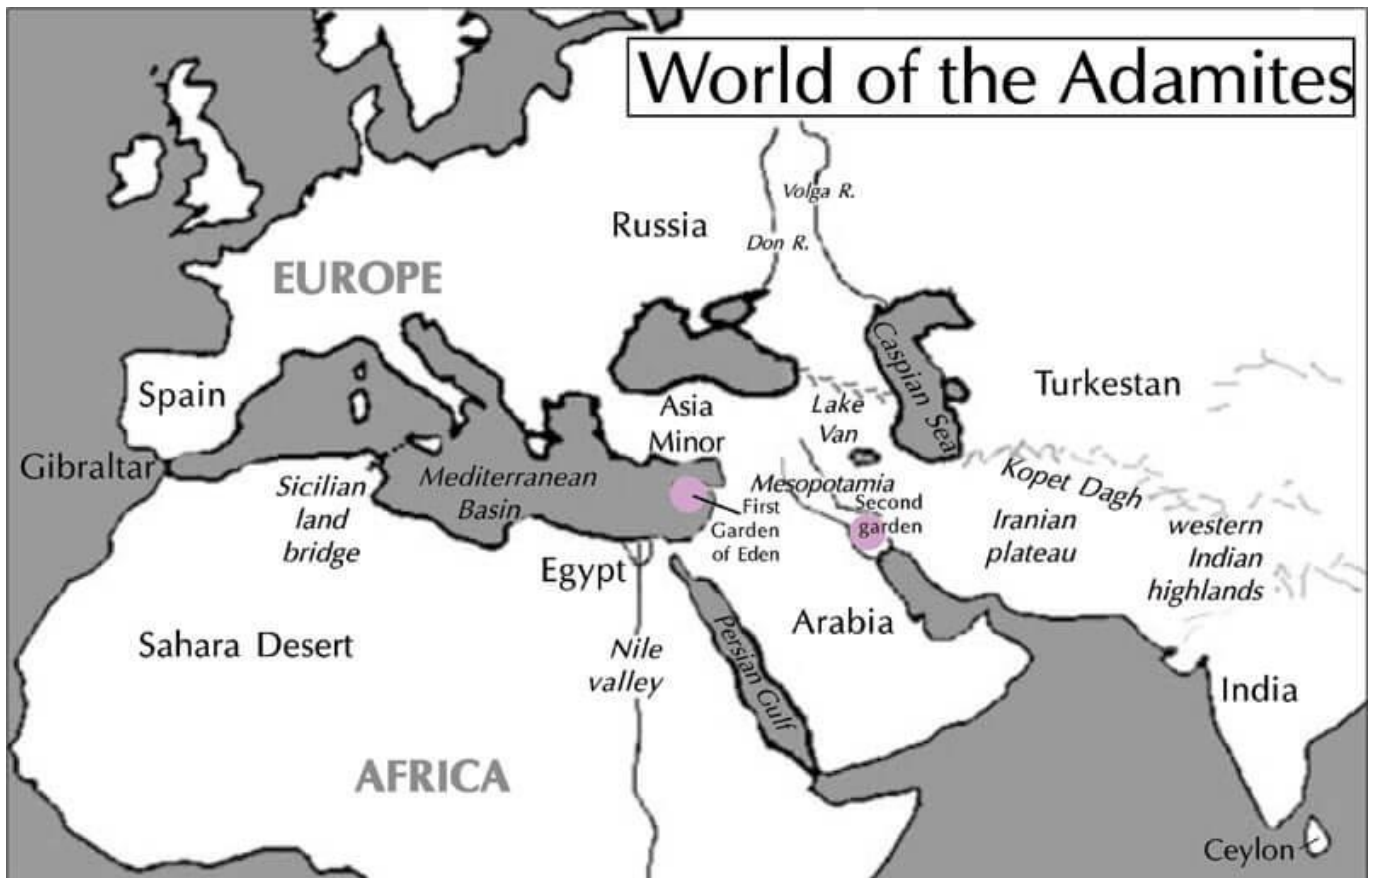 World of the Adamites
Volga R.
Russia
Don R.
EUROPE
Caspian Sea
Turkestan
Spain
Asia
Minor
Lake
Van
Gibraltar
Sicilian
land
bridge
Mediterranean
Basin
Mesopotamia
First
Garden
of Eden
Second
garden
Kopet Dagh
Iranian
plateau
western
Indian
highlands
Egypt
Sahara Desert
Nile
valley
Persian Gulf
Arabia
India
AFRICA
Ceylon